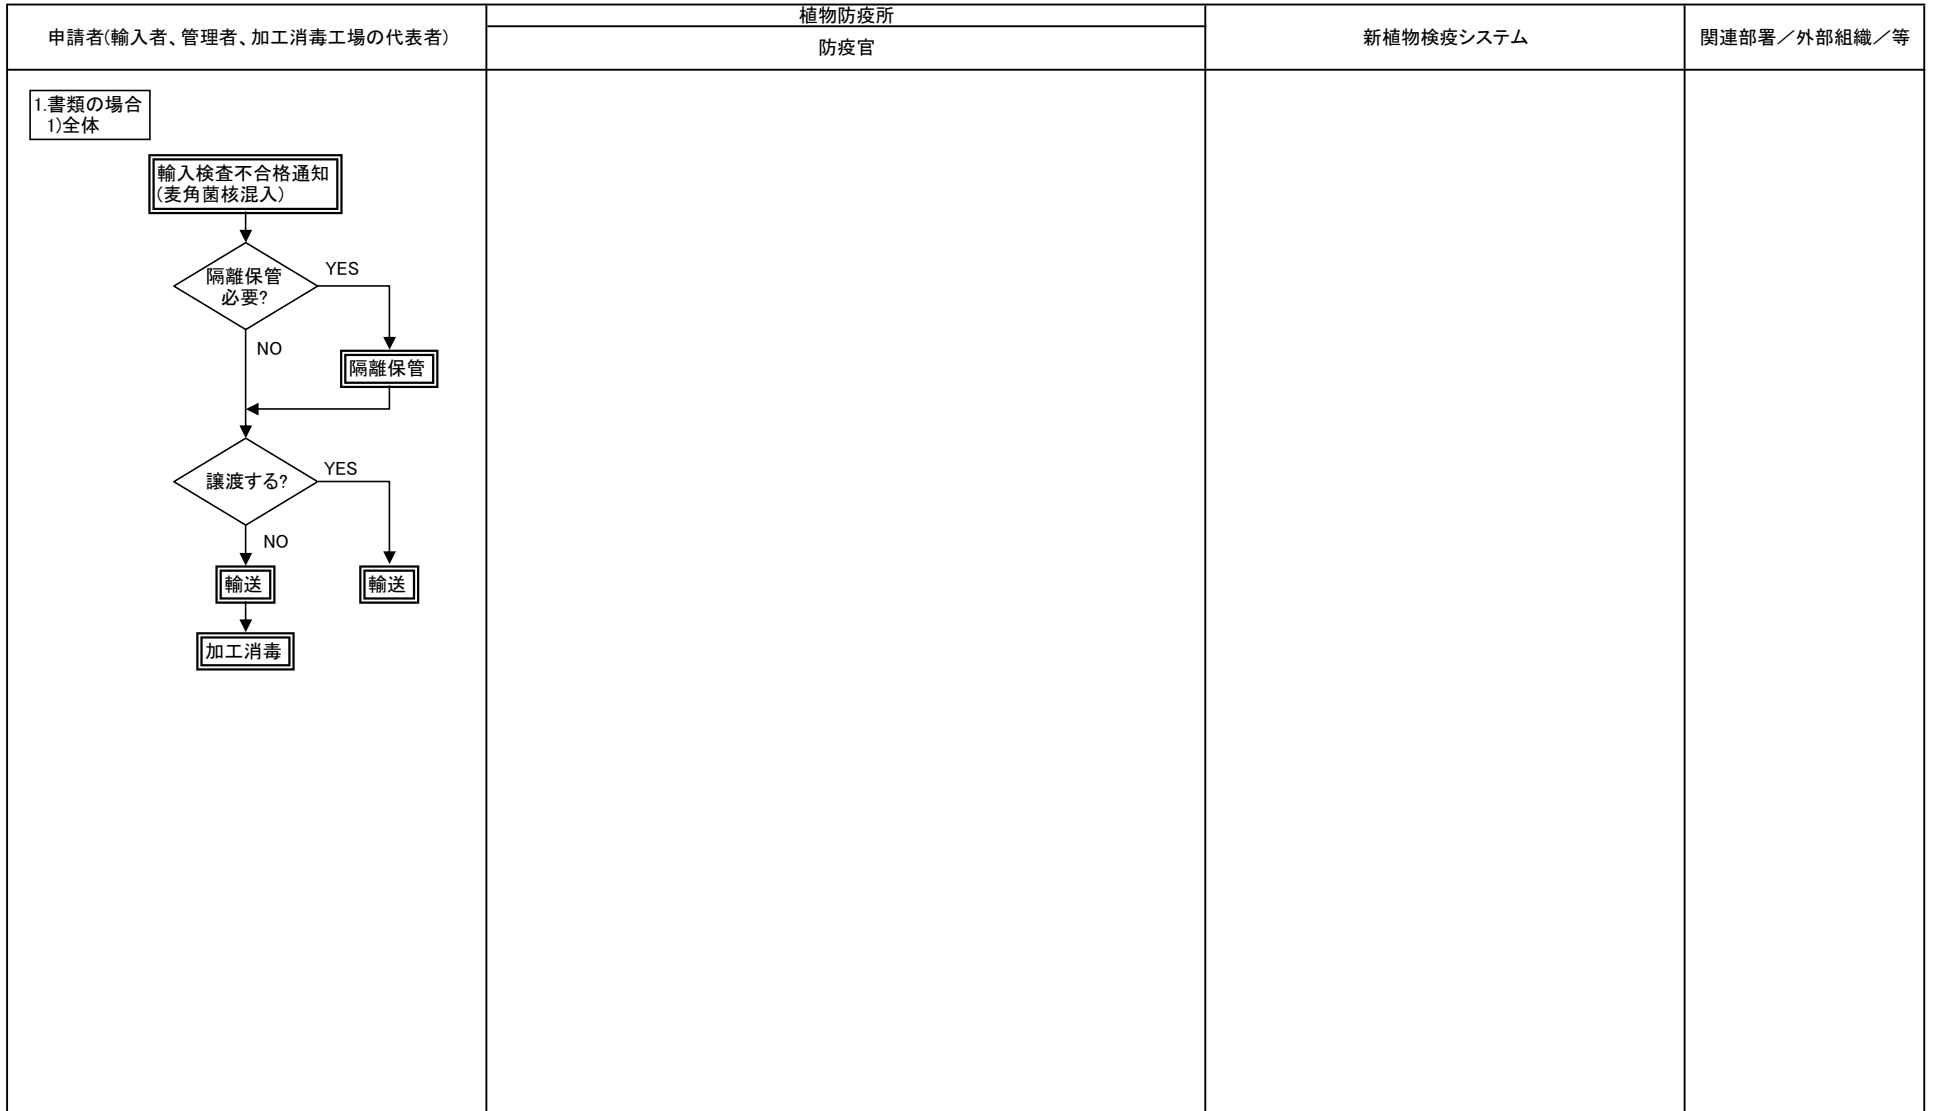 申請者(輸入者、管理者、加工消毒工場の代表者)
植物防疫所
防疫官
新植物検疫システム
関連部署／外部組織／等
1.書類の場合
1)全体
輸入検査不合格通知
(麦角菌核混入)
隔離保管
必要?
YES
NO
隔離保管
譲渡する?
YES
NO
輸送
輸送
加工消毒